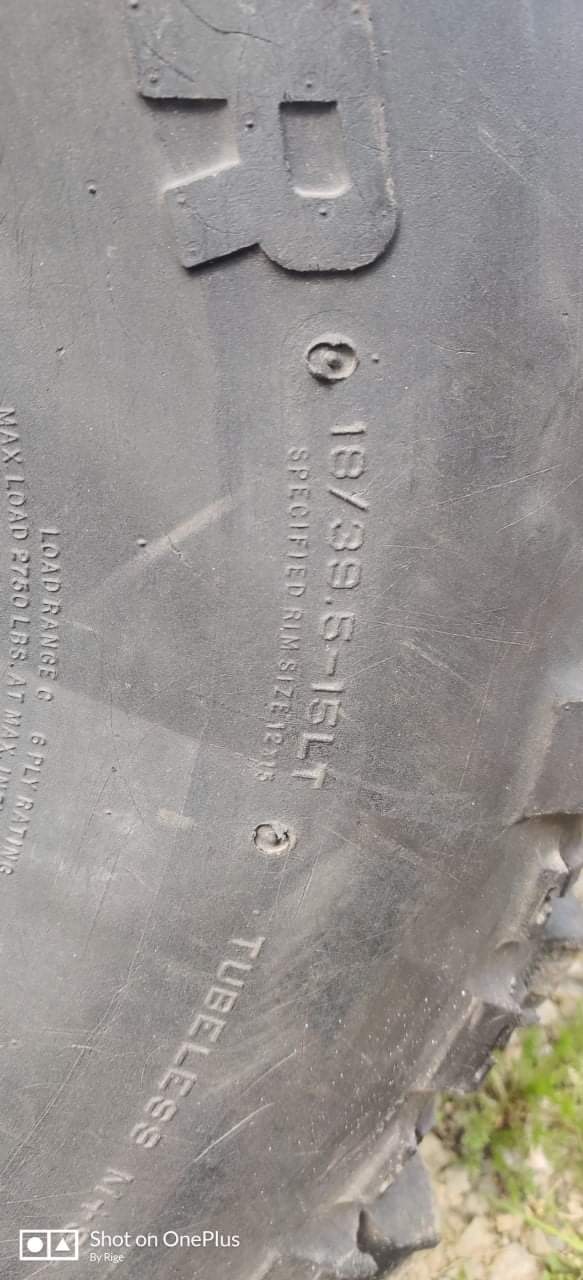 R
18/39.5-15LT
SPECIFIED RIM SIZE 12
TUBELESS
LOAD RANGE C 6 PLY RATING
MAX LOAD 2750 LBS. AT MAX.
Shot on OnePlus
By Rige